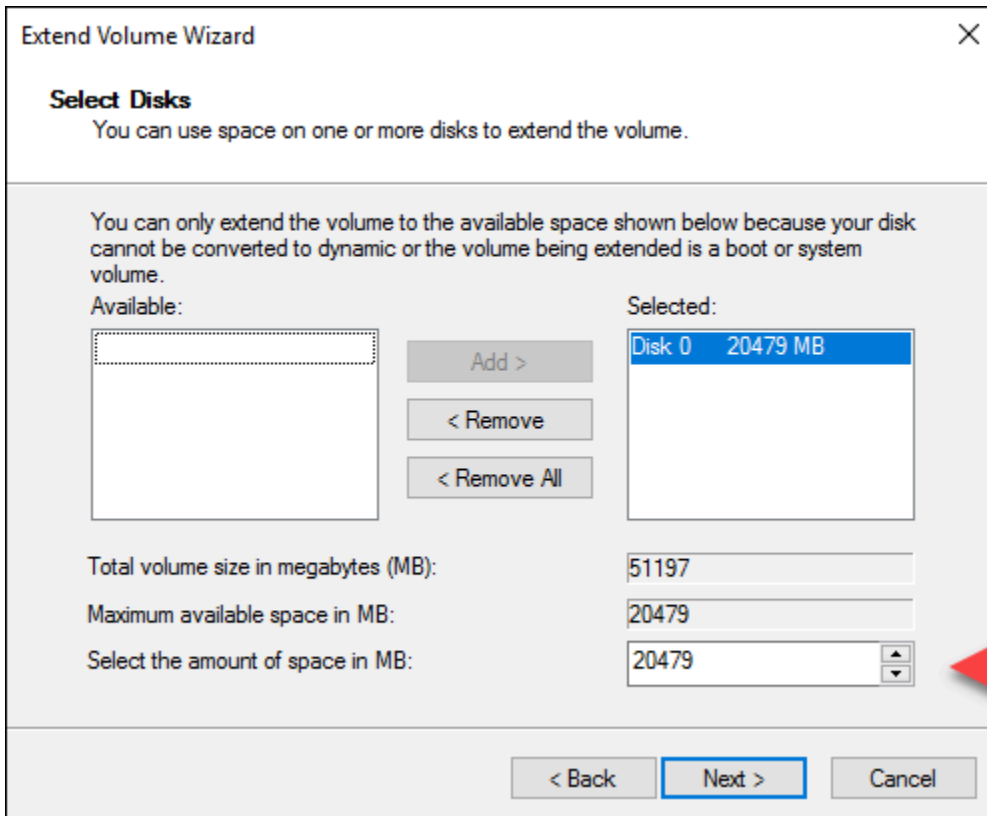 Extend Volume Wizard
Select Disks
You can use space on one or more disks to extend the volume.
You can only extend the volume to the available space shown below because your disk
cannot be converted to dynamic or the volume being extended is a boot or system
volume.
Available:
Selected:
Disk 0 20479 MB
Add >
< Remove
< Remove All
Total volume size in megabytes (MB): 51197
Maximum available space in MB: 20479
Select the amount of space in MB: 20479
< Back Next > Cancel